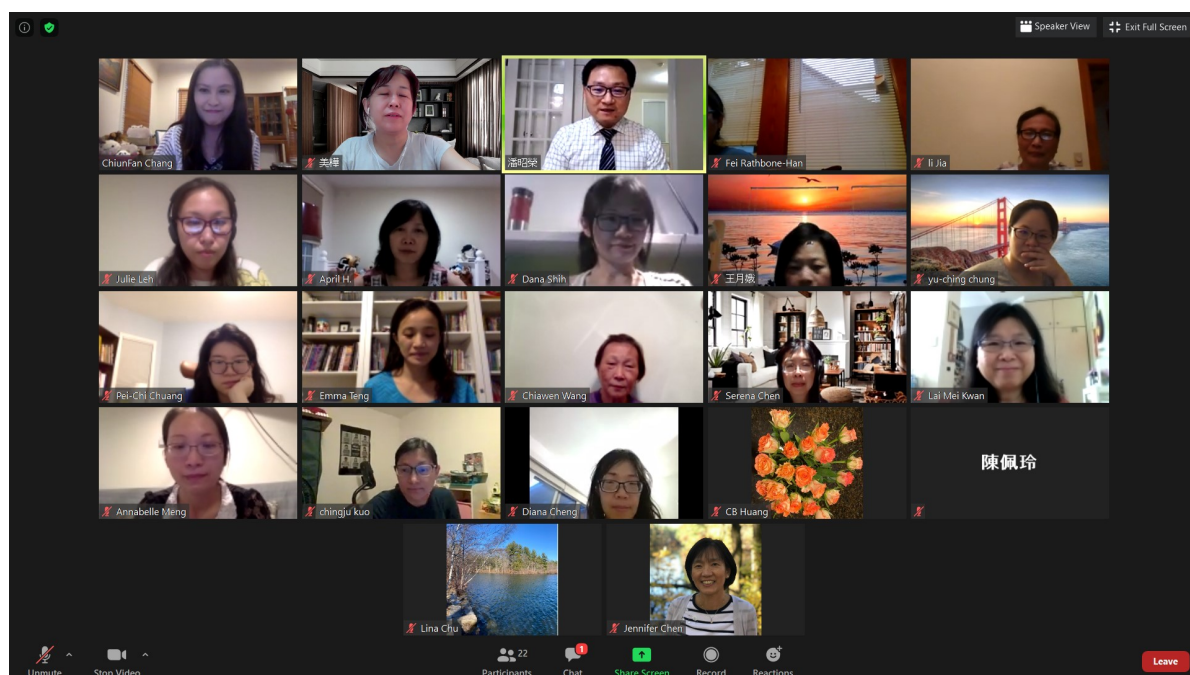 Speaker View
Exit Full Screen
ChiunFan Chang
美樺
潘昭榮
Fei Rathbone-Han
li Jia
Julie Leh
April H.
Dana Shih
王月娥
yu-ching chung
Pei-Chi Chuang
Emma Teng
Chiawen Wang
Serena Chen
Lai Mei Kwan
Annabelle Meng
chingju kuo
Diana Cheng
CB Huang
陳佩玲
Lina Chu
Jennifer Chen
Unmute
Stop Video
22
Participants
1
Chat
Share Screen
Record
Reactions
Leave